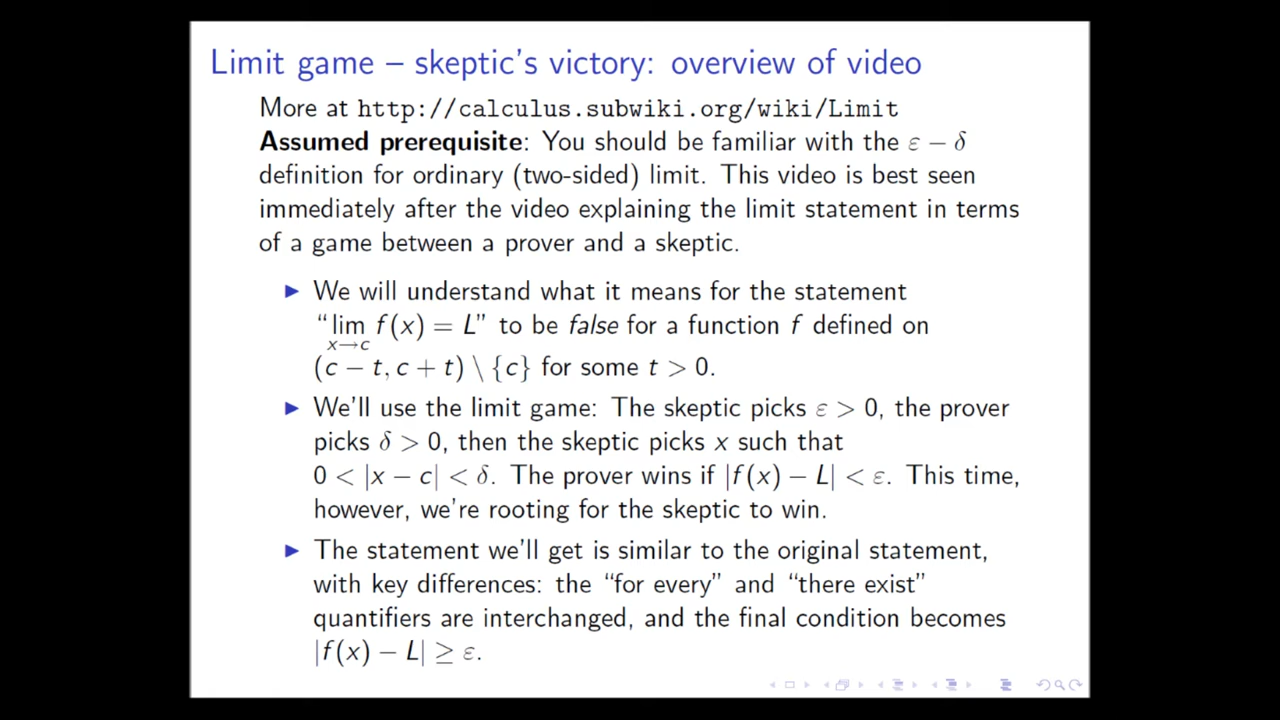 Limit game – skeptic's victory: overview of video
More at http://calculus.subwiki.org/wiki/Limit
Assumed prerequisite: You should be familiar with the ε − δ
definition for ordinary (two-sided) limit. This video is best seen
immediately after the video explaining the limit statement in terms
of a game between a prover and a skeptic.
▶ We will understand what it means for the statement
“lim f(x) = L” to be false for a function f defined on
x→c
(c − t, c + t) \ {c} for some t > 0.
▶ We'll use the limit game: The skeptic picks ε > 0, the prover
picks δ > 0, then the skeptic picks x such that
0 < |x − c| < δ. The prover wins if |f(x) − L| < ε. This time,
however, we're rooting for the skeptic to win.
▶ The statement we'll get is similar to the original statement,
with key differences: the “for every” and “there exist”
quantifiers are interchanged, and the final condition becomes
|f(x) − L| ≥ ε.